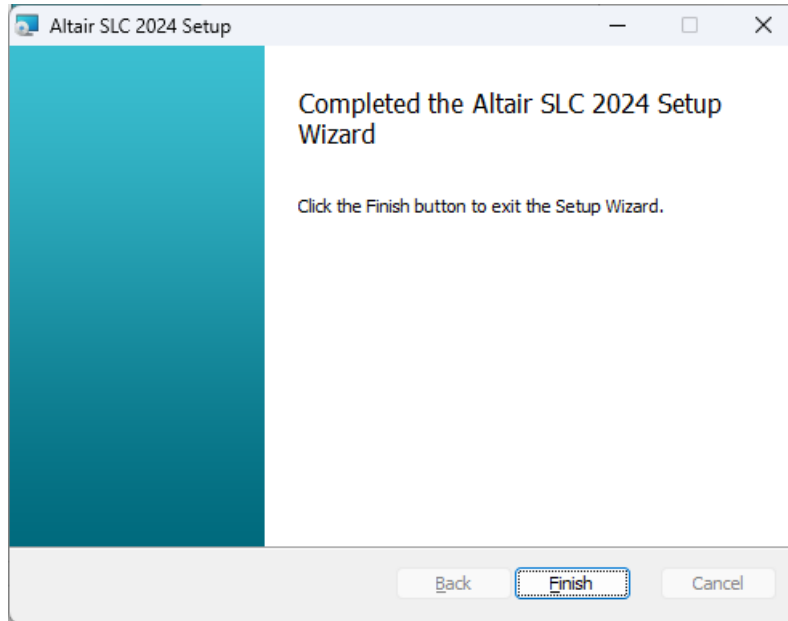 Altair SLC 2024 Setup
Completed the Altair SLC 2024 Setup
Wizard
Click the Finish button to exit the Setup Wizard.
Back
Finish
Cancel